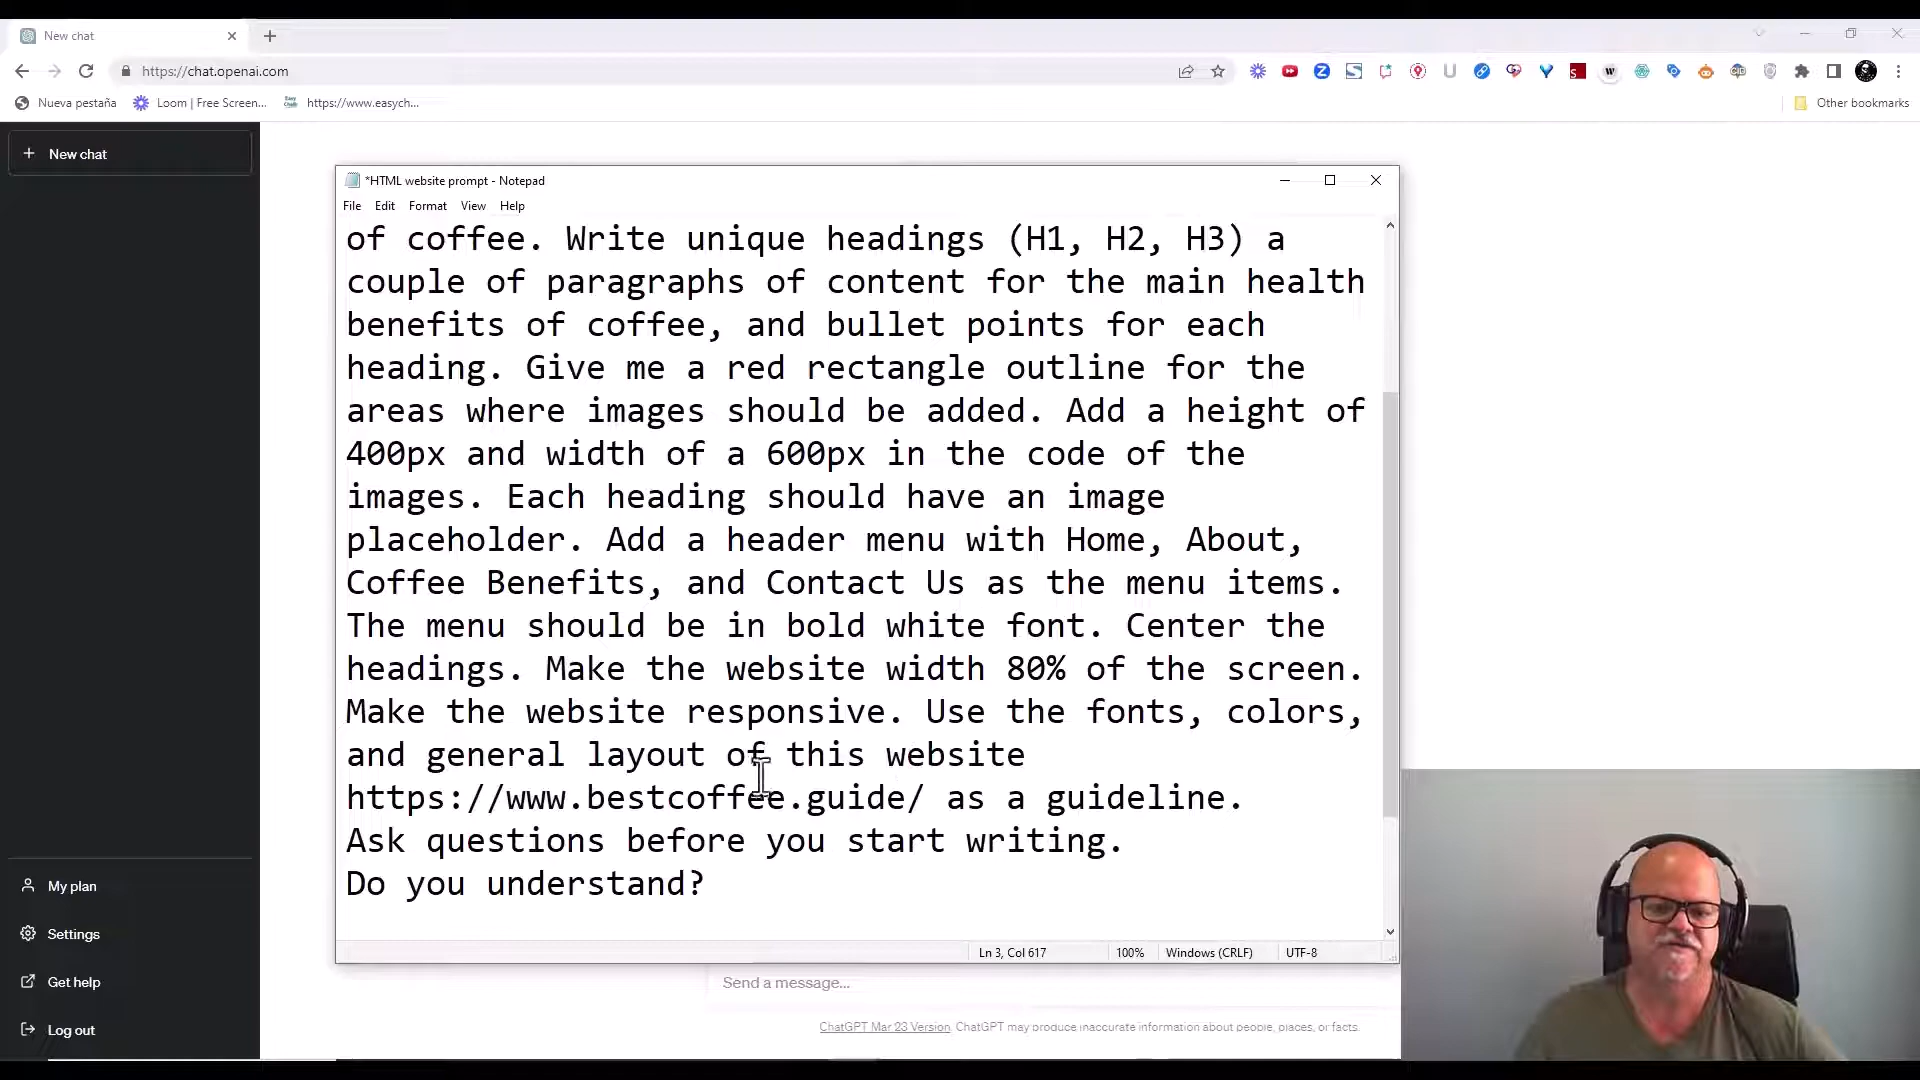 New chat
https://chat.openai.com
Nueva pestaña
Loom | Free Screen...
https://www.easych...
Other bookmarks
New chat
*HTML website prompt - Notepad
File Edit Format View Help
of coffee. Write unique headings (H1, H2, H3) a
couple of paragraphs of content for the main health
benefits of coffee, and bullet points for each
heading. Give me a red rectangle outline for the
areas where images should be added. Add a height of
400px and width of a 600px in the code of the
images. Each heading should have an image
placeholder. Add a header menu with Home, About,
Coffee Benefits, and Contact Us as the menu items.
The menu should be in bold white font. Center the
headings. Make the website width 80% of the screen.
Make the website responsive. Use the fonts, colors,
and general layout of this website
https://www.bestcoffee.guide/ as a guideline.
Ask questions before you start writing.
Do you understand?
Ln 3, Col 617
100%
Windows (CRLF)
UTF-8
My plan
Settings
Get help
Log out
Send a message...
ChatGPT Mar 23 Version. ChatGPT may produce inaccurate information about people, places, or facts.